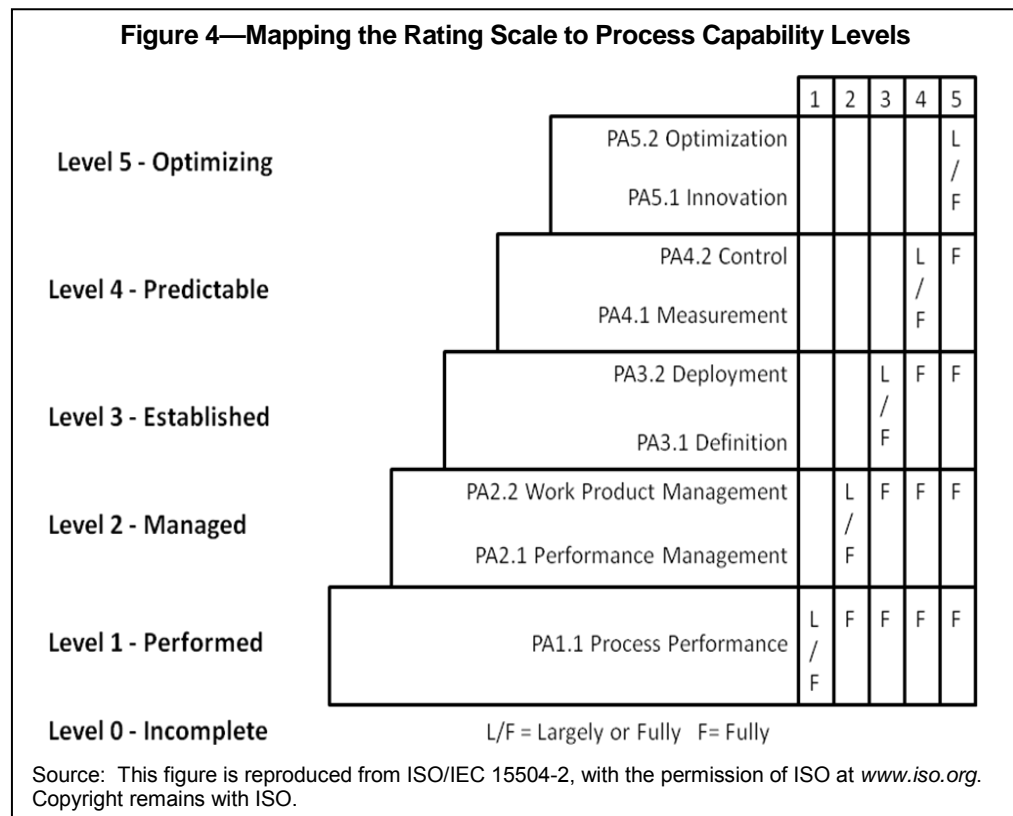 Figure 4—Mapping the Rating Scale to Process Capability Levels
1 2 3 4 5
Level 5 - Optimizing
PA5.2 Optimization
PA5.1 Innovation
L
/
F
Level 4 - Predictable
PA4.2 Control
PA4.1 Measurement
L
/
F
F
Level 3 - Established
PA3.2 Deployment
PA3.1 Definition
L
/
F
F F
Level 2 - Managed
PA2.2 Work Product Management
PA2.1 Performance Management
L
/
F
F F F
Level 1 - Performed
PA1.1 Process Performance
L
/
F
F F F F
Level 0 - Incomplete
L/F = Largely or Fully F= Fully
Source: This figure is reproduced from ISO/IEC 15504-2, with the permission of ISO at www.iso.org.
Copyright remains with ISO.